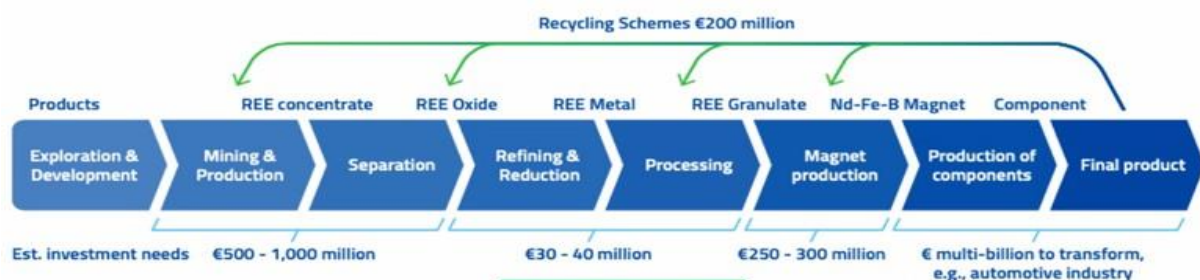 Recycling Schemes €200 million
Products REE concentrate REE Oxide REE Metal REE Granulate Nd-Fe-B Magnet Component
Exploration & Development
Mining & Production
Separation
Refining & Reduction
Processing
Magnet production
Production of components
Final product
Est. investment needs €500 - 1,000 million €30 - 40 million €250 - 300 million € multi-billion to transform,
e.g., automotive industry